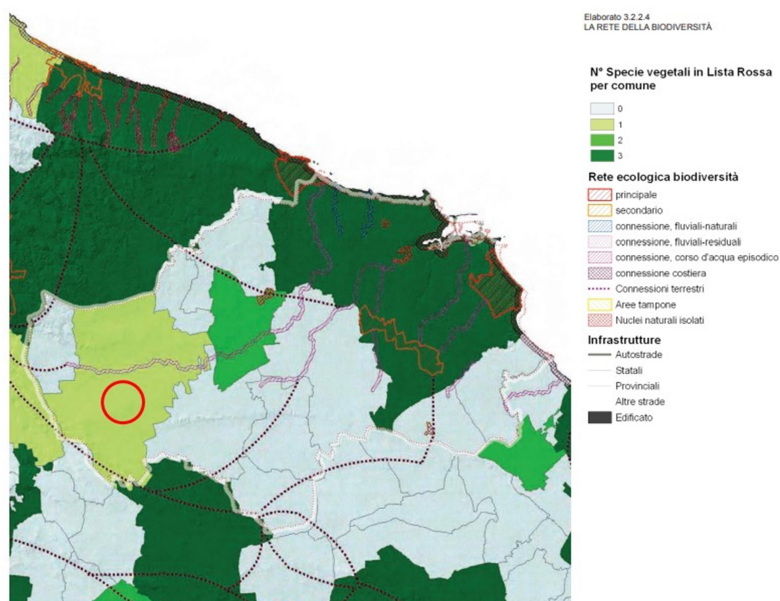 Elaborato 3.2.2.4
LA RETE DELLA BIODIVERSITÀ
N° Specie vegetali in Lista Rossa
per comune
0
1
2
3
Rete ecologica biodiversità
principale
secondario
connessione, fluviali-naturali
connessione, fluviali-residuali
connessione, corso d'acqua episodico
connessione costiera
Connessioni terrestri
Aree tampone
Nuclei naturali isolati
Infrastrutture
Autostrade
Statali
Provinciali
Altre strade
Edificato